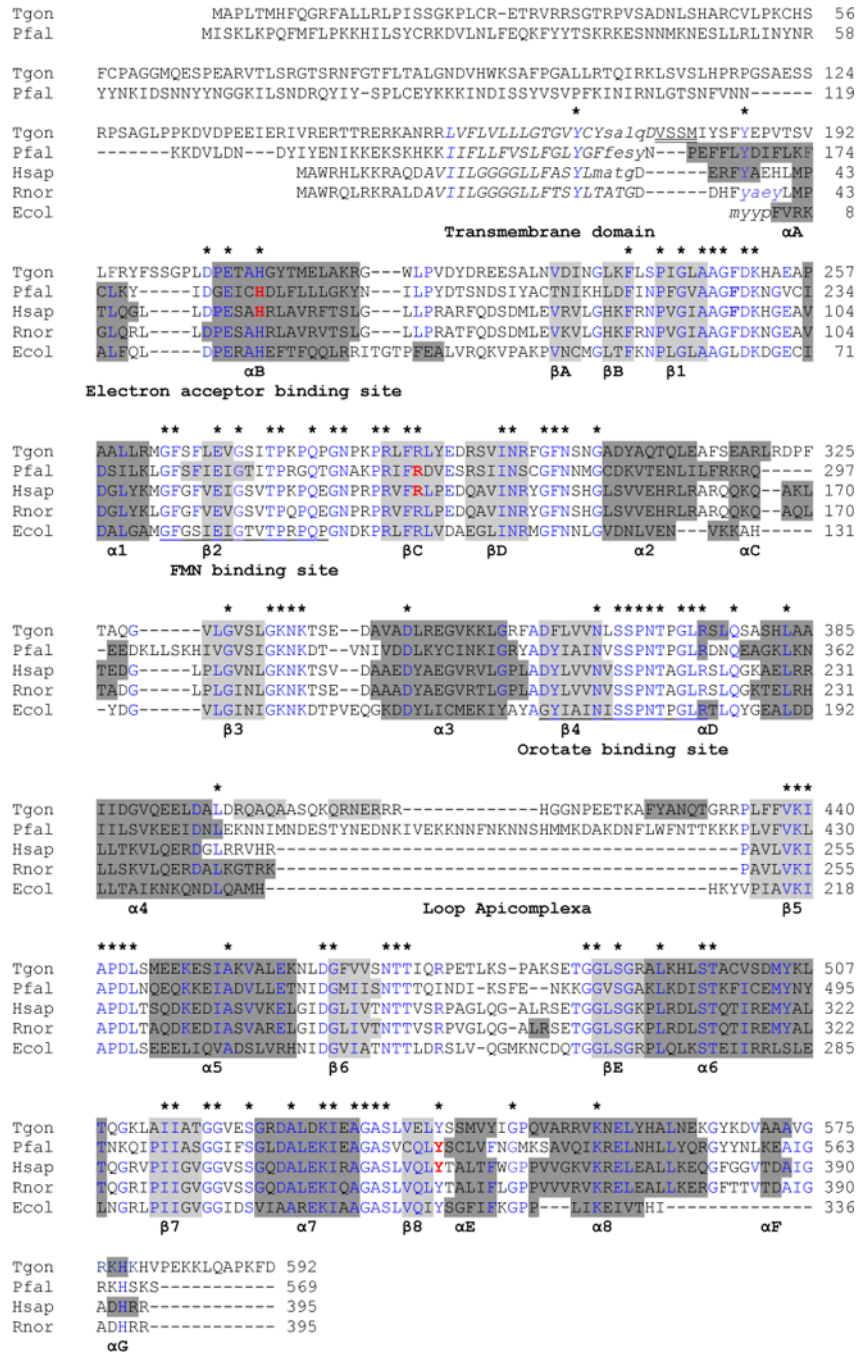 Tgon MAPLTMHFQGRFALLRLPISSGKPLCR-ETRVRRSGTRPVSADNLSHARCVLPKCHS 56
Pfal MISKLKPQFMFLPKKHILSYCRKDVLNLFEQKFYYTSKRKESNNMKNESLLRLINYNR 58
Tgon FCPAGGMQESPEARVTLSRGTSRNFGTFLTALGNDVHWKSAFPGALLRTQIRKLSVSLHPRPGSAESS 124
Pfal YYNKIDSNNYYNGGKILSNDRQYIY-SPLCEYKKKINDISSYVSVPFKINIRNLGTSNFVNN------ 119
* *
Tgon RPSAGLPPKDVDPEEIERIVRERTTRERKANRRLVFLVLLLGTGVYCYsalqDVSSMIYSFYEPVTSV 192
Pfal -------KKDVLDN--DYIYENIKKEKSHKKIIFLLFVSLFGLYGFfesyN---PEFFLYDIFLKF 174
Hsap MAWRHLKKRAQDAVIILGGGGLLFASYLmatgD-----ERFYAEHLMP 43
Rnor MAWRQLRKRALDAVIILGGGGLLFTSYLTATGD-----DHFyaeyLMP 43
Ecol myypFVRK 8
Transmembrane domain αA
* * *
Tgon LFRYFSSGPLDPETAHGYTMELAKRG---WLPVDYDREESALNVDINGLKFLSPIGLAAGFDKHAEAP 257
Pfal CLKY-----IDGEICHDLFLLLGKYN---ILPYDTSNDSIYACTNIKHLDFINPFGVAAGFDKNGVCI 234
Hsap TLQGL---LLDPESAHRLAVRFTSLG---LLPRARFQDSDMLEVRVLGHKFRNPVGIAAGFDKHGEAV 104
Rnor GLQRL----LDPESAHRLAVRVTSLG---LLPRATFQDSDMLEVKVLGHKFRNPVGIAAGFDKNGEAV 104
Ecol ALFQL-----DPERAHEFTFQQLRRITGTPFEALVRQKVPAKPVNCMGLTFKNPLGLAAGLDKDGECI 71
αB βA βB β1
Electron acceptor binding site
Tgon AALLRMGFSFLEVGSITPKPQPGNPKPRLFRLYEDRSVINRFGFNSNGADYAQTQLEAFSEARLRDPF 325
Pfal DSILKLGFSFIEIGTITPRGQTGNAKPRIFRDVESRSIINSCGFNNMGCDKVTENLILFRKRQ----- 297
Hsap DGLYKMGFGFVEIGSVTPKPQEGNPRPRVFRLPEDQAVINRYGFNSHGLSVVEHRLRARQQKQ--AKL 170
Rnor DGLYKLGFGFVEVGSVTPQPQEGNPRPRVFRLPEDQAVINRYGFNSHGLSVVEHRLRARQQKQ--AQL 170
Ecol DALGAMGFGSIEIGTVTPRPQPGNDKPRLFRLVDAEGLINRMGFNNLGVDNLVEN----VKKAH---- 131
α1 β2 βC βD α2 αC
FMN binding site
Tgon TAQG------VLGVSLGKNKTSE--DAVADLREGVKKLGRFADFLVVNLSSPNTPGLRSLQSASHLAA 385
Pfal -EEDKLLSKHIVGVSIGKNKDT--VNIVDDLKYCINKIGRYADYIAINVSSPNTPGLRDNQEAGKLKN 362
Hsap TEDG------LPLGVNLGKNKTSV--DAAEDYAEGVRVLGPLADYLVVNVSSPNTAGLRSLQGKAELRR 231
Rnor TADG------LPLGINLGKNKTSE--DAAADYAEGVRTLGPLADYLVVNVSSPNTPGLRSLQGKTELRH 231
Ecol -YDG------VLGINIGKNKDTPVEQGKDDYLICMEKIYAYAGYIAINISSPNTPGLRTLQYGEALDD 192
β3 α3 β4 αD
Orotate binding site
*
Tgon IIDGVQEELDALDRQAQAASQKQRNERRR--------------HGGNPEETKAFYANQTGRRPLFFVKI 440
Pfal IILSVKEEIDNLEKNNIMNDESTYNEDNKIVEKKNNFNKNNSHMMKDAKDNFLWFNTTKKKPLVFVKL 430
Hsap LLTKVLQERDGLRRVHR--------------------------------------------PAVLVKI 255
Rnor LLSKVLQERDALKGTRK--------------------------------------------PAVLVKI 255
Ecol LLTAIKNKQNDLQAMH-----------------------------------------HKYVPIAVKI 218
α4 Loop Apicomplexa β5
Tgon APDLSMEEKESIAKVALEKNLDGFVVSNTTIQRPETLKS-PAKSETGGLSGRALKHLSTACVSDMYKL 507
Pfal APDLNQEQKKEIADVLLETNIDGMIISNTTTQINDI-KSFE--NKKGGVSGAKLKDISTKFICEMYNY 495
Hsap APDLTSQDKEDIASVVKELGIDGLIVTNTTVSRPAGLQG-ALRSETGGLSGKPLRDLSTQTIREMYAL 322
Rnor APDLTAQDKEDIASVARELGIDGLIVTNTTVSRPVGLQG-ALRSETGGLSGKPLRDLSTQTIREMYAL 322
Ecol APDLSEEELIQVADSLVRHNIDGVIATNTTLDRSLV-QGMKNCDQTGGLSGRPLQLKSTEIIRRLSLE 285
α5 β6 βE α6
Tgon TQGKLAIIATGGVESGRDALDKIEAGASLVELYSSMVYIGPQVARRVKNELYHALNEKGYKDVAAAVG 575
Pfal TNKQIPIIASGGIFSGLDALEKIEAGASVCQLYSCLVFNGMKSAVQIKRELNHLLYQRGYYNLKEAIG 563
Hsap TQGRVPIIGVGGVSSGQDALEKIRAGASLVQLYTALTFWGPPVVGKVKRELEALLKEQGFGGVTDAIG 390
Rnor TQGRIPIIGVGGVSSGQDALEKIQAGASLVQLYTALIFLGPPVVVRVKRELEALLKERGFTTVTDAIG 390
Ecol LNGRLPIIGVGGIDSVIAAREKIAAGASLVQIYSGFIFKGPP---LIKEIVTHI-------------- 336
β7 α7 β8 αE α8 αF
Tgon RKHKHVPEKKLQAPKFD 592
Pfal RKHSKS----------- 569
Hsap ADHRR------------ 395
Rnor ADHRR------------ 395
αG